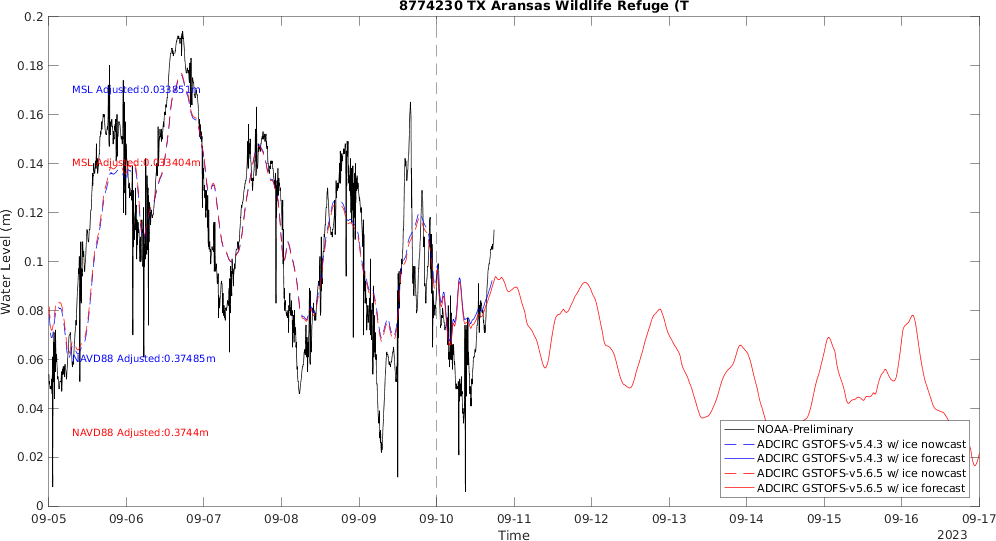 8774230 TX Aransas Wildlife Refuge (T
0.2
0.18
0.16
0.14
0.12
0.1
0.08
0.06
0.04
0.02
0
Water Level (m)
MSL Adjusted:0.033851m
MSL Adjusted:0.033404m
NAVD88 Adjusted:0.37485m
NAVD88 Adjusted:0.3744m
NOAA-Preliminary
ADCIRC GSTOFS-v5.4.3 w/ ice nowcast
ADCIRC GSTOFS-v5.4.3 w/ ice forecast
ADCIRC GSTOFS-v5.6.5 w/ ice nowcast
ADCIRC GSTOFS-v5.6.5 w/ ice forecast
09-05 09-06 09-07 09-08 09-09 09-10 09-11 09-12 09-13 09-14 09-15 09-16 09-17
Time
2023